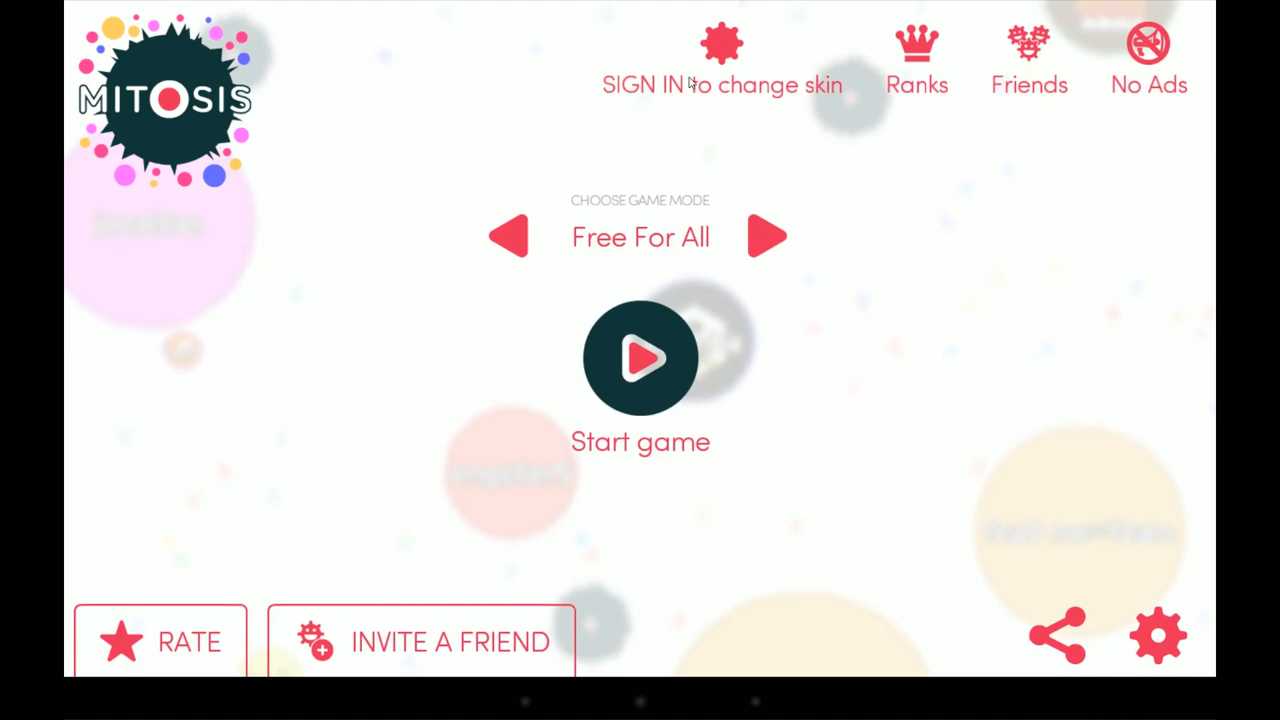 MITOSIS
SIGN IN to change skin
Ranks
Friends
No Ads
CHOOSE GAME MODE
Free For All
Start game
RATE
INVITE A FRIEND